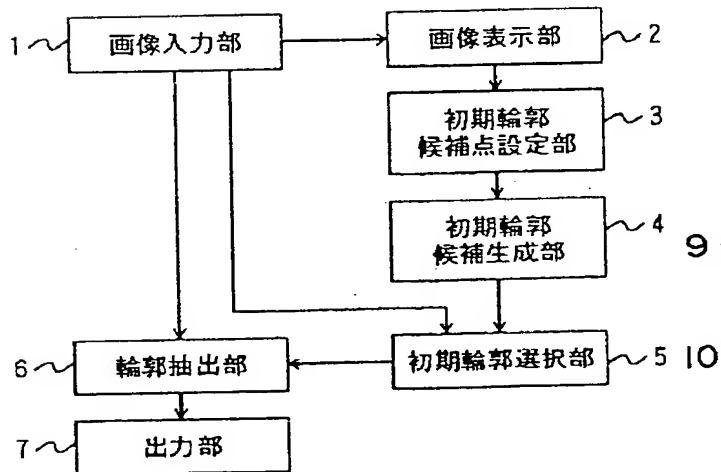 1 画像入力部
画像表示部 2
初期輪郭
候補点設定部 3
初期輪郭
候補生成部 4
9
6 輪郭抽出部
初期輪郭選択部 5 10
7 出力部